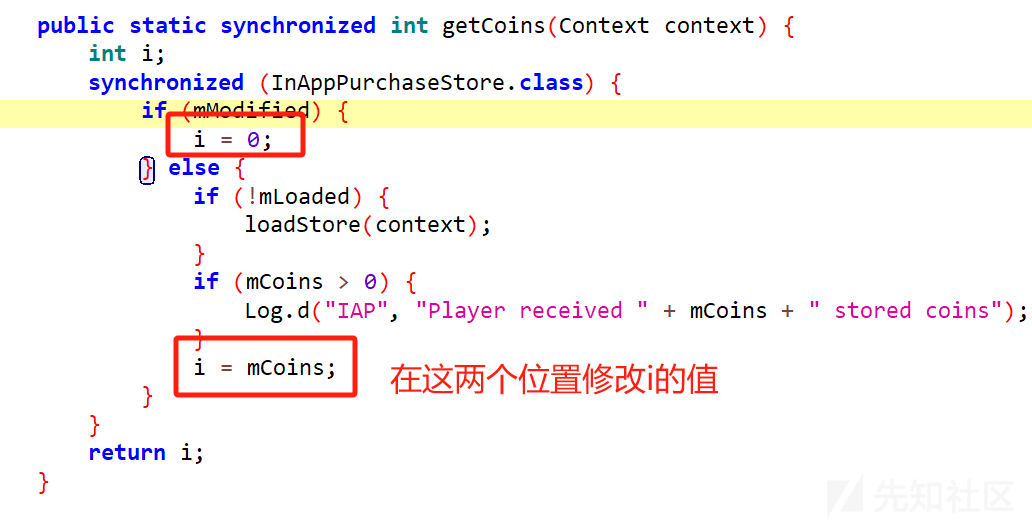 public static synchronized int getCoins(Context context) {
int i;
synchronized (InAppPurchaseStore.class) {
if (mModified) {
i = 0;
} else {
if (!mLoaded) {
loadStore(context);
}
if (mCoins > 0) {
Log.d("IAP", "Player received " + mCoins + " stored coins");
}
i = mCoins;
在这两个位置修改i的值
}
}
return i;
}
先知社区